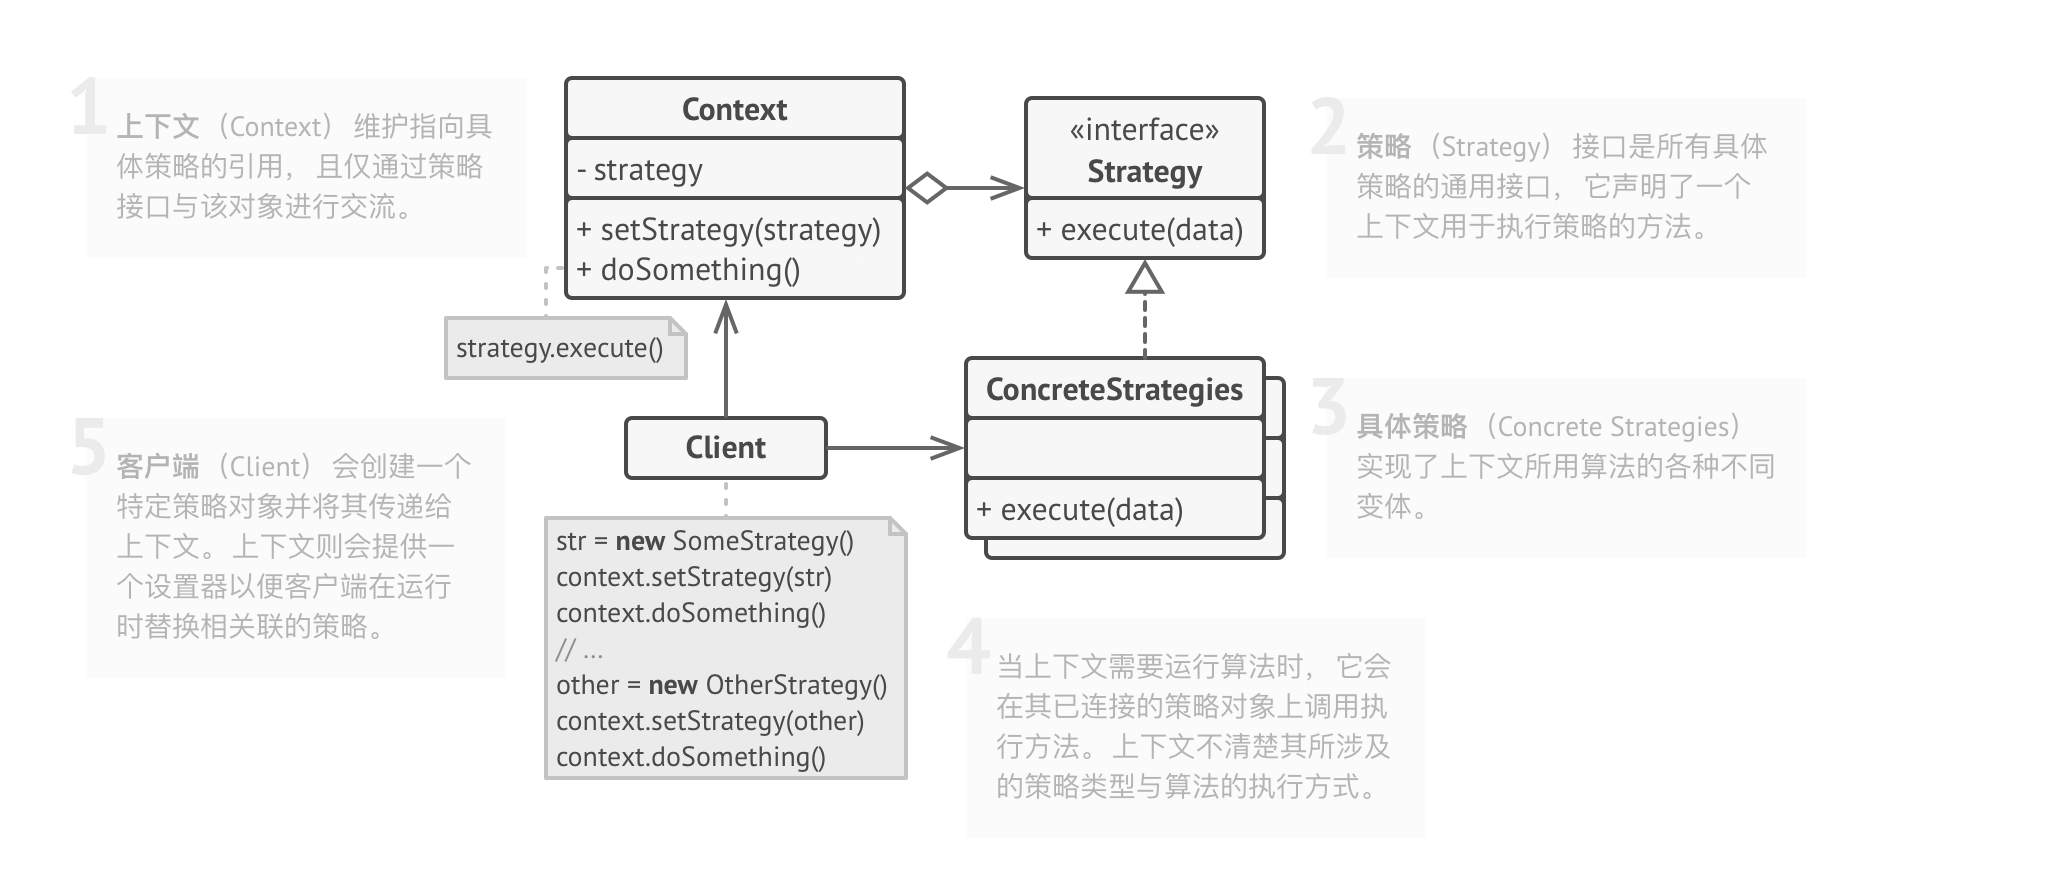 1
上下文（Context） 维护指向具
体策略的引用， 且仅通过策略
接口与该对象进行交流。
Context
- strategy
+ setStrategy(strategy)
+ doSomething()
strategy.execute()
«interface»
Strategy
+ execute(data)
2
策略（Strategy） 接口是所有具体
策略的通用接口， 它声明了一个
上下文用于执行策略的方法。
ConcreteStrategies
+ execute(data)
3
具体策略（Concrete Strategies）
实现了上下文所用算法的各种不同
变体。
4
当上下文需要运行算法时， 它会
在其已连接的策略对象上调用执
行方法。 上下文不清楚其所涉及
的策略类型与算法的执行方式。
5
客户端（Client） 会创建一个
特定策略对象并将其传递给
上下文。 上下文则会提供一
个设置器以便客户端在运行
时替换相关联的策略。
Client
str = new SomeStrategy()
context.setStrategy(str)
context.doSomething()
// ...
other = new OtherStrategy()
context.setStrategy(other)
context.doSomething()